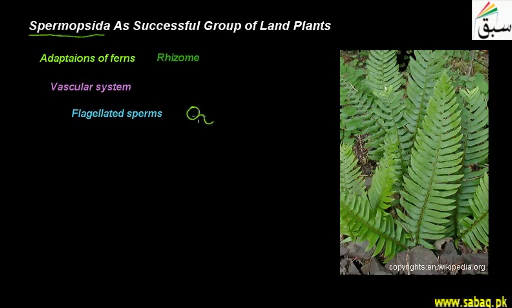 Spermopsida As Successful Group of Land Plants
سبق
Adaptaions of ferns Rhizome
Vascular system
Flagellated sperms
copyrights:en.wikipedia.org
www.sabaq.pk